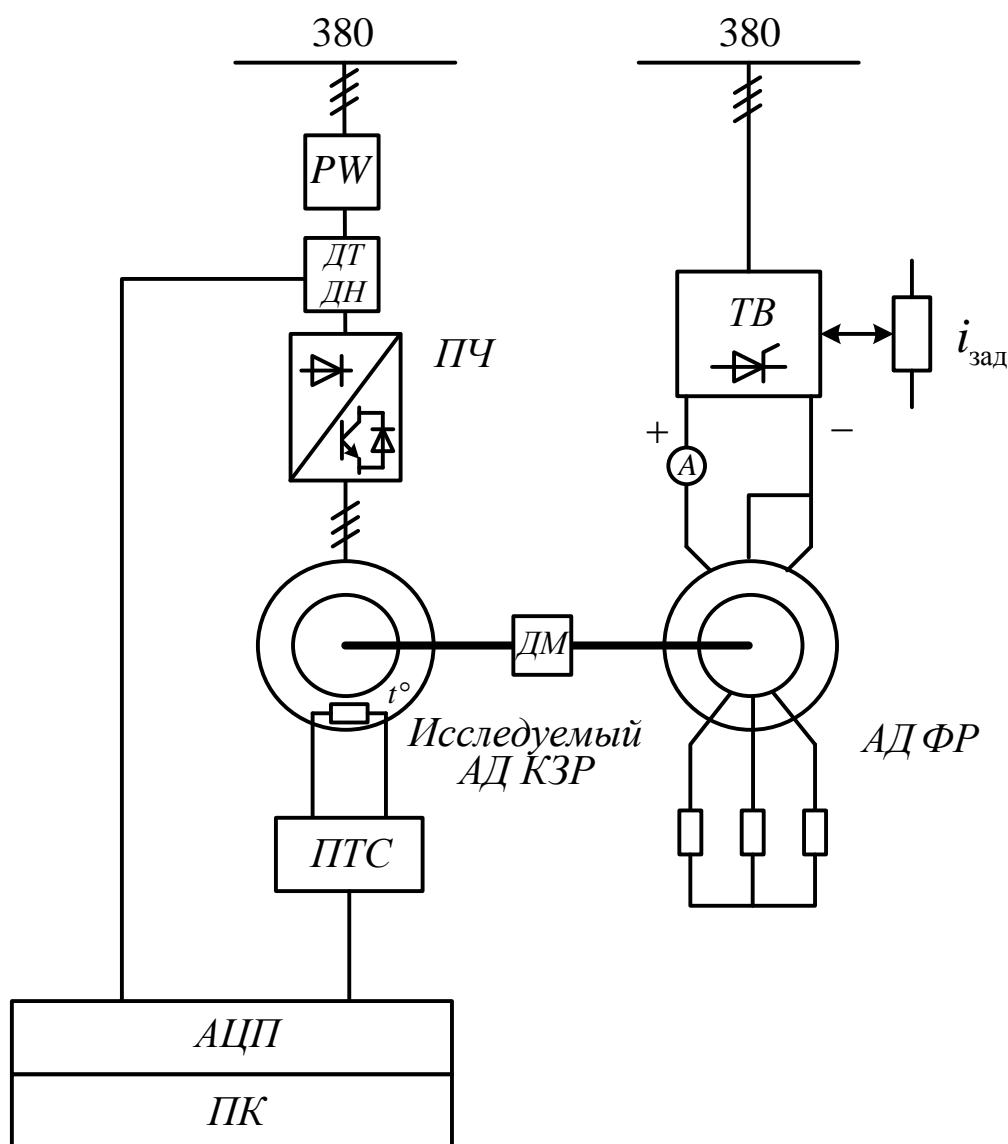 380
380
PW
ДТ
ДН
ПЧ
ТВ
iзад
+
–
A
ДМ
t°
Исследуемый
АД КЗР
АД ФР
ПТС
АЦП
ПК